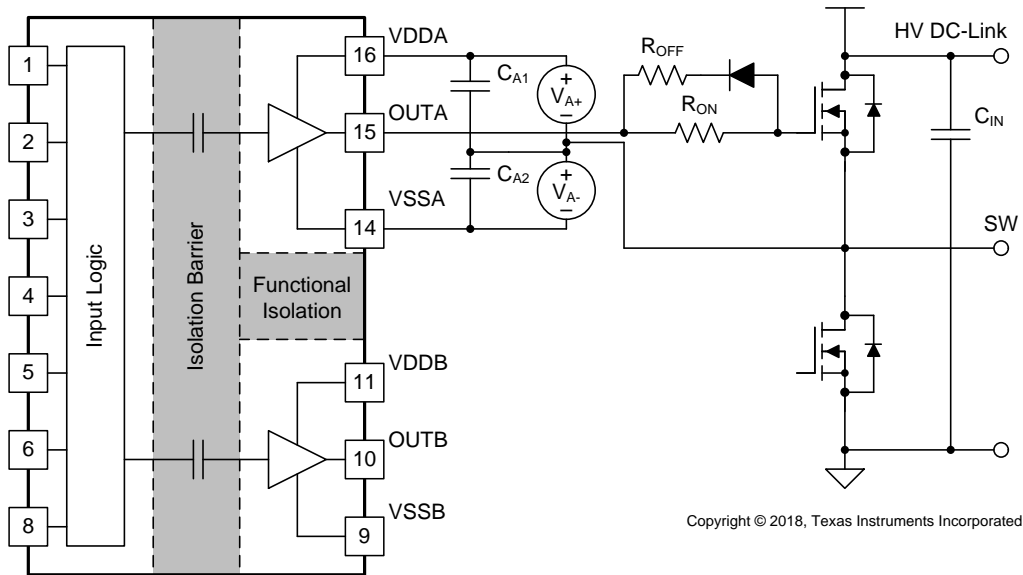 1
2
3
4
5
6
8
Input Logic
Isolation Barrier
Functional
Isolation
VDDA
16
OUTA
15
VSSA
14
VDDB
11
OUTB
10
VSSB
9
CA1
CA2
+
VA+
−
+
VA-
−
ROFF
RON
HV DC-Link
CIN
SW
Copyright © 2018, Texas Instruments Incorporated